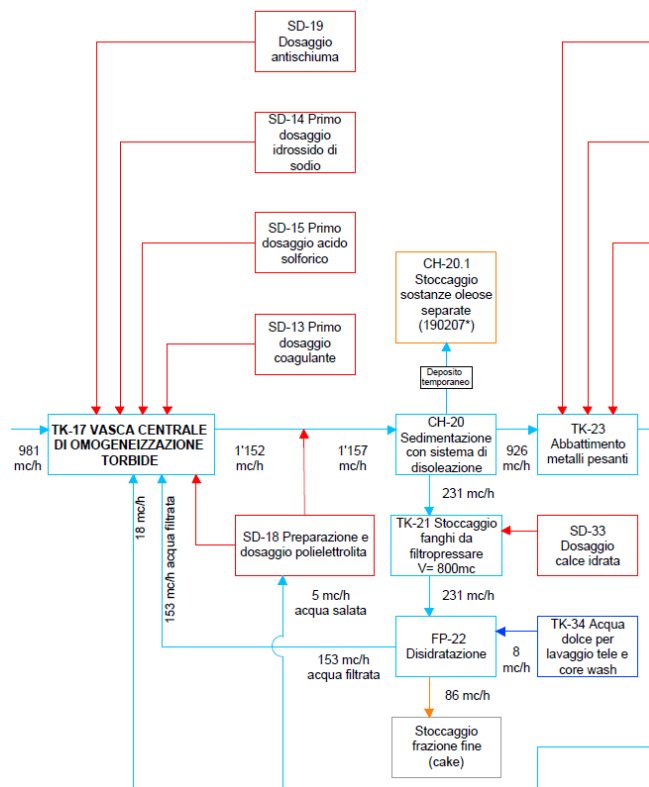 SD-19
Dosaggio
antischiuma
SD-14 Primo
dosaggio
idrossido di
sodio
SD-15 Primo
dosaggio acido
solforico
CH-20.1
Stoccaggio
sostanze oleose
separate
(190207*)
SD-13 Primo
dosaggio
coagulante
Deposito
temporaneo
TK-17 VASCA CENTRALE
DI OMOGENEIZZAZIONE
TORBIDE
CH-20
Sedimentazione
con sistema di
disoleazione
TK-23
Abbattimento
metalli pesanti
981
mc/h
1'152
mc/h
1'157
mc/h
926
mc/h
231 mc/h
18 mc/h
153 mc/h acqua filtrata
SD-18 Preparazione e
dosaggio polielettrolita
TK-21 Stoccaggio
fanghi da
filtropressare
V= 800mc
SD-33
Dosaggio
calce idrata
5 mc/h
acqua salata
231 mc/h
FP-22
Disidratazione
TK-34 Acqua
dolce per
lavaggio tele e
core wash
8
mc/h
153 mc/h
acqua filtrata
86 mc/h
Stoccaggio
frazione fine
(cake)